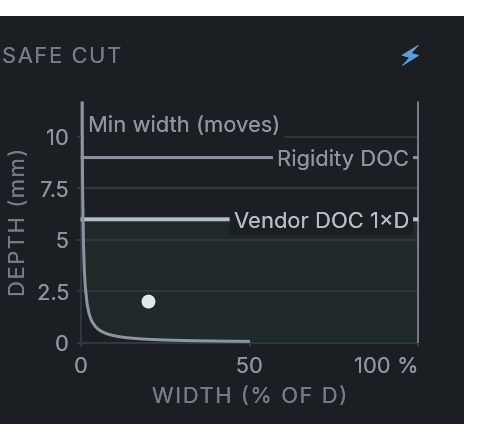 SAFE CUT
Min width (moves)
10
Rigidity DOC
7.5
Vendor DOC 1×D
5
2.5
0
DEPTH (mm)
0 50 100 %
WIDTH (% OF D)